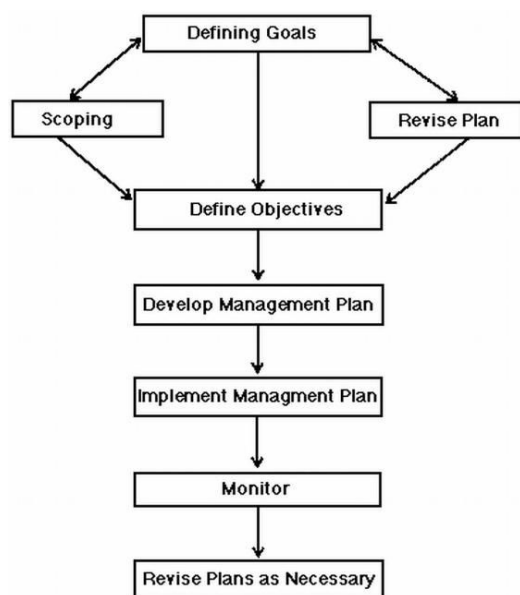 Defining Goals
Scoping
Revise Plan
Define Objectives
Develop Management Plan
Implement Managment Plan
Monitor
Revise Plans as Necessary